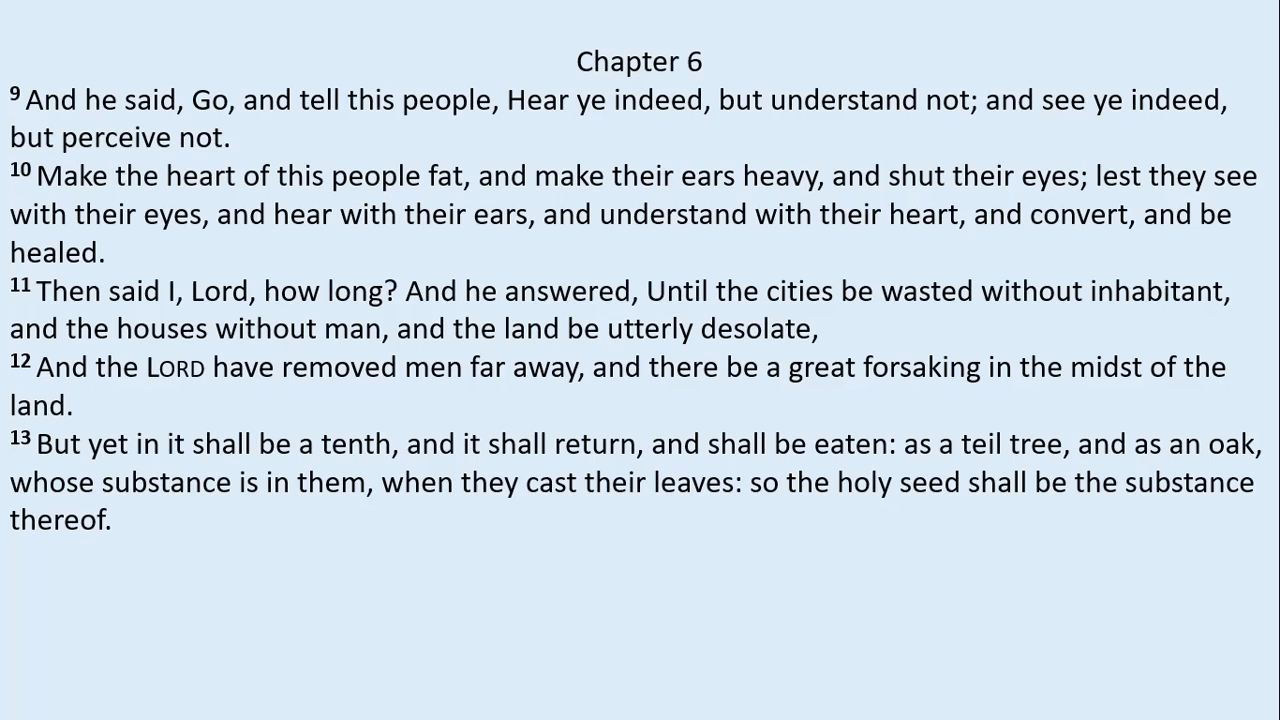 Chapter 6
9 And he said, Go, and tell this people, Hear ye indeed, but understand not; and see ye indeed,
but perceive not.
10 Make the heart of this people fat, and make their ears heavy, and shut their eyes; lest they see
with their eyes, and hear with their ears, and understand with their heart, and convert, and be
healed.
11 Then said I, Lord, how long? And he answered, Until the cities be wasted without inhabitant,
and the houses without man, and the land be utterly desolate,
12 And the LORD have removed men far away, and there be a great forsaking in the midst of the
land.
13 But yet in it shall be a tenth, and it shall return, and shall be eaten: as a teil tree, and as an oak,
whose substance is in them, when they cast their leaves: so the holy seed shall be the substance
thereof.